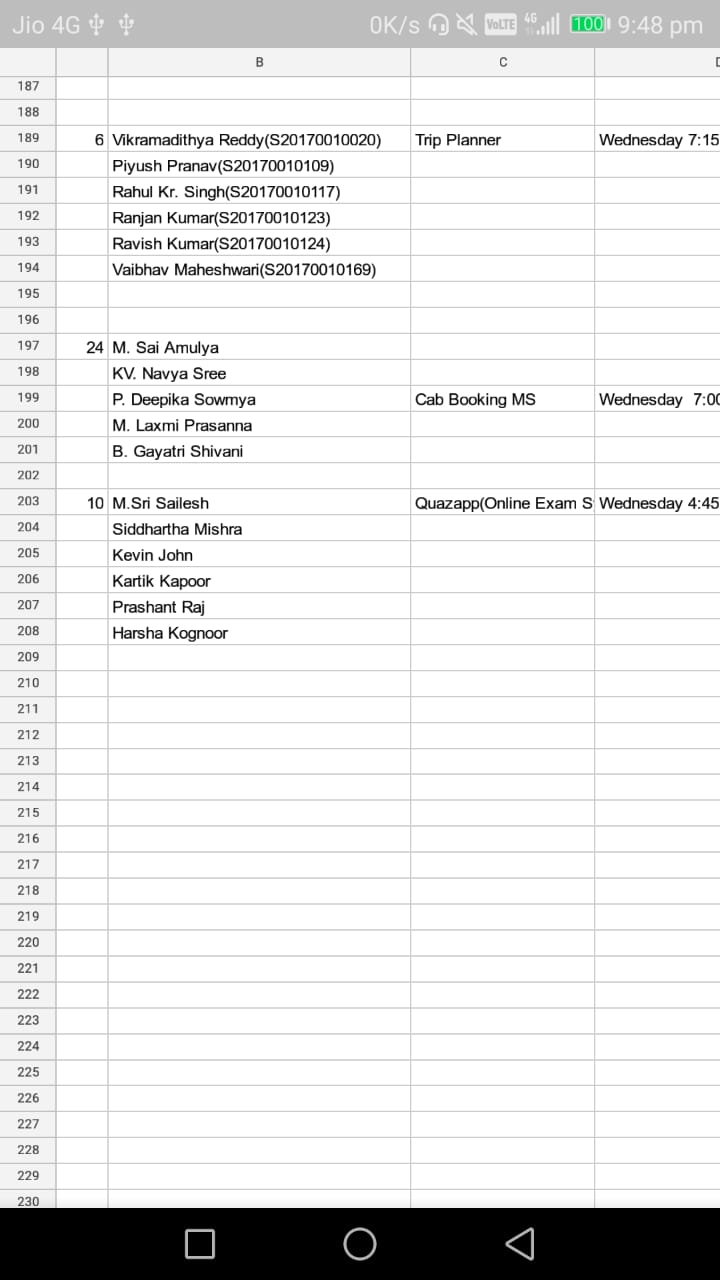 Jio 4G 0K/s VoLTE 4G 100 9:48 pm
B C
187
188
189 6 Vikramadithya Reddy(S20170010020) Trip Planner Wednesday 7:15
190 Piyush Pranav(S20170010109)
191 Rahul Kr. Singh(S20170010117)
192 Ranjan Kumar(S20170010123)
193 Ravish Kumar(S20170010124)
194 Vaibhav Maheshwari(S20170010169)
195
196
197 24 M. Sai Amulya
198 KV. Navya Sree
199 P. Deepika Sowmya Cab Booking MS Wednesday 7:00
200 M. Laxmi Prasanna
201 B. Gayatri Shivani
202
203 10 M.Sri Sailesh Quazapp(Online Exam S Wednesday 4:45
204 Siddhartha Mishra
205 Kevin John
206 Kartik Kapoor
207 Prashant Raj
208 Harsha Kognoor
209
210
211
212
213
214
215
216
217
218
219
220
221
222
223
224
225
226
227
228
229
230